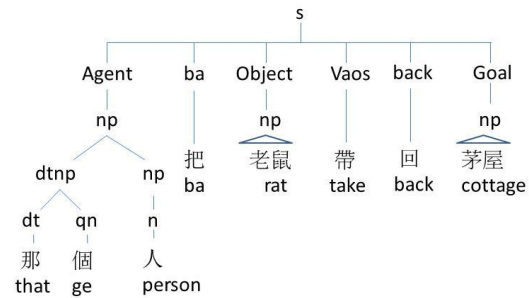 s
Agent ba Object Vaos back Goal
np np np
把 老鼠 帶 回 茅屋
dtnp np ba rat take back cottage
dt qn n
那 個 人
that ge person